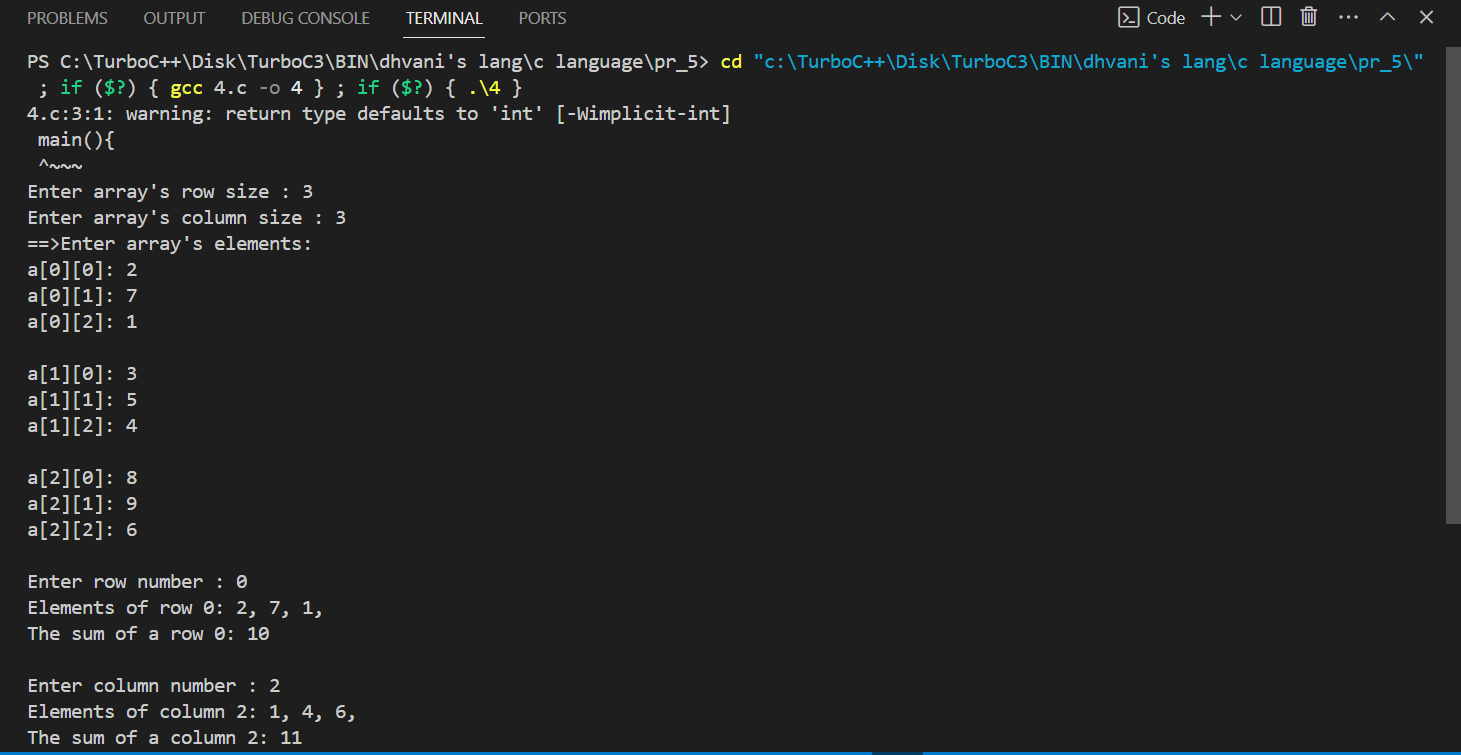 PROBLEMS OUTPUT DEBUG CONSOLE TERMINAL PORTS Code
PS C:\TurboC++\Disk\TurboC3\BIN\dhvani's lang\c language\pr_5> cd "c:\TurboC++\Disk\TurboC3\BIN\dhvani's lang\c language\pr_5\"
 ; if ($?) { gcc 4.c -o 4 } ; if ($?) { .\4 }
4.c:3:1: warning: return type defaults to 'int' [-Wimplicit-int]
 main(){
 ^~~~
Enter array's row size : 3
Enter array's column size : 3
==>Enter array's elements:
a[0][0]: 2
a[0][1]: 7
a[0][2]: 1
a[1][0]: 3
a[1][1]: 5
a[1][2]: 4
a[2][0]: 8
a[2][1]: 9
a[2][2]: 6
Enter row number : 0
Elements of row 0: 2, 7, 1,
The sum of a row 0: 10
Enter column number : 2
Elements of column 2: 1, 4, 6,
The sum of a column 2: 11